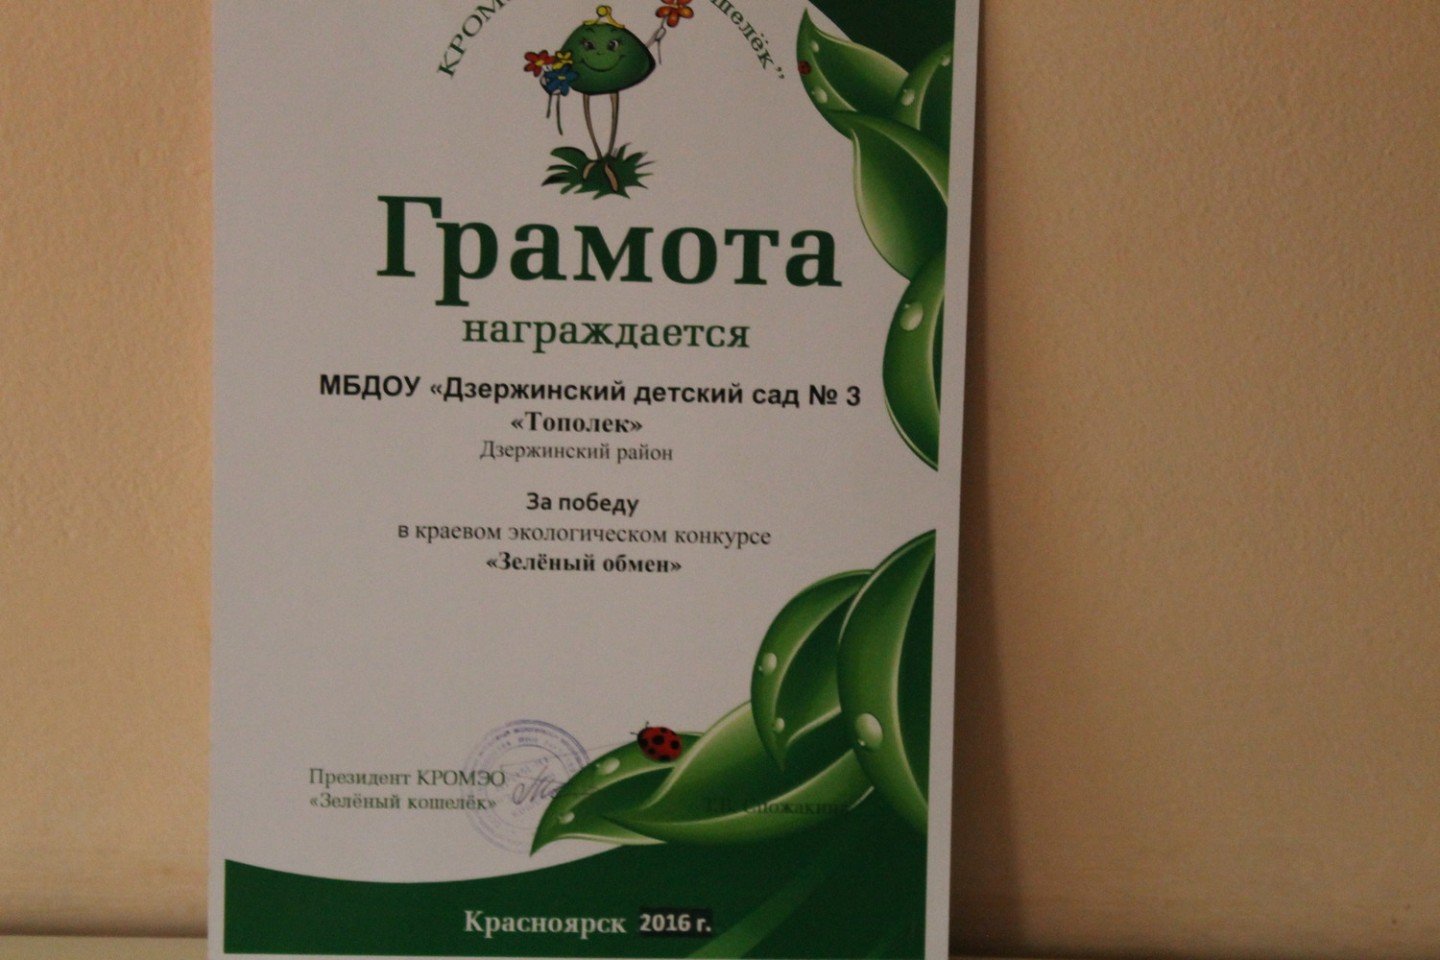 Грамота
награждается
МБДОУ «Дзержинский детский сад № 3
«Тополек»
Дзержинский район
За победу
в краевом экологическом конкурсе
«Зелёный обмен»
Президент КРОМЭО
«Зелёный кошелёк»
Красноярск 2016 г.